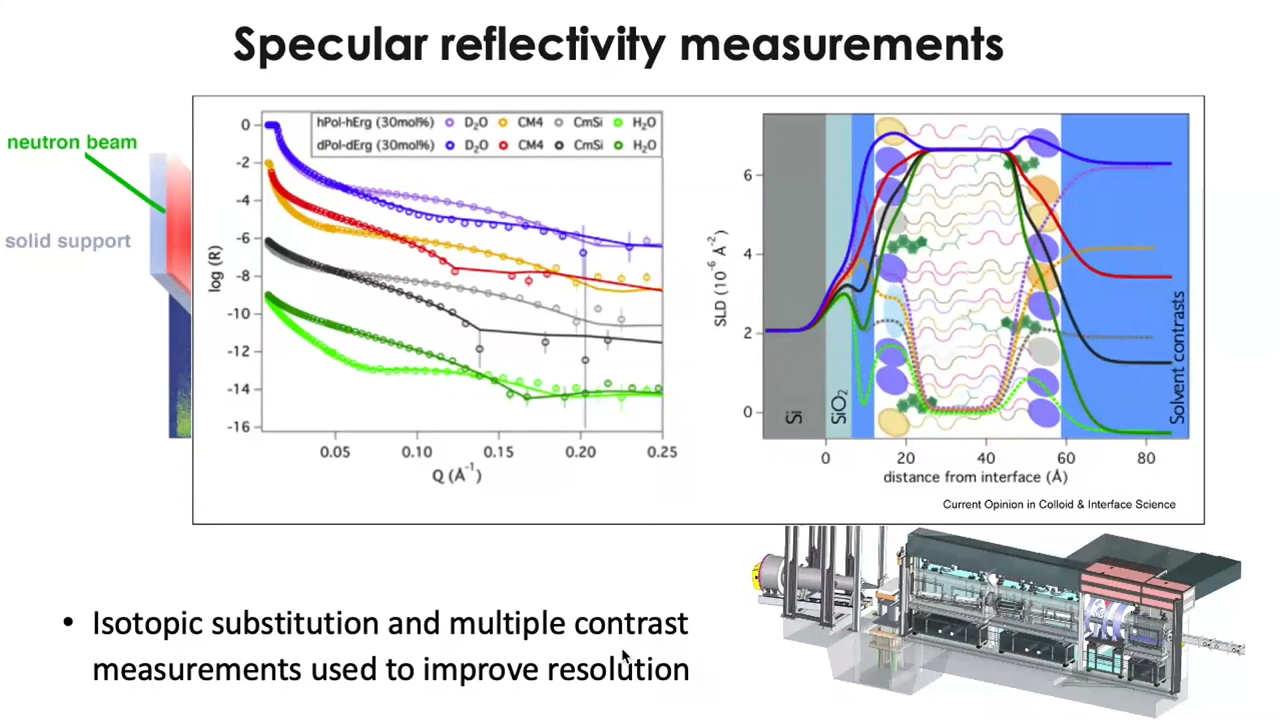 Specular reflectivity measurements
neutron beam
solid support
hPol-hErg (30mol%) D₂O CM4 CmSi H₂O
dPol-dErg (30mol%) D₂O CM4 CmSi H₂O
log (R)
0
-2
-4
-6
-8
-10
-12
-14
-16
0.05 0.10 0.15 0.20 0.25
Q (Å⁻¹)
SLD (10⁻⁶ Å⁻²)
6
4
2
0
Si
SiO₂
Solvent contrasts
0 20 40 60 80
distance from interface (Å)
Current Opinion in Colloid & Interface Science
• Isotopic substitution and multiple contrast
measurements used to improve resolution